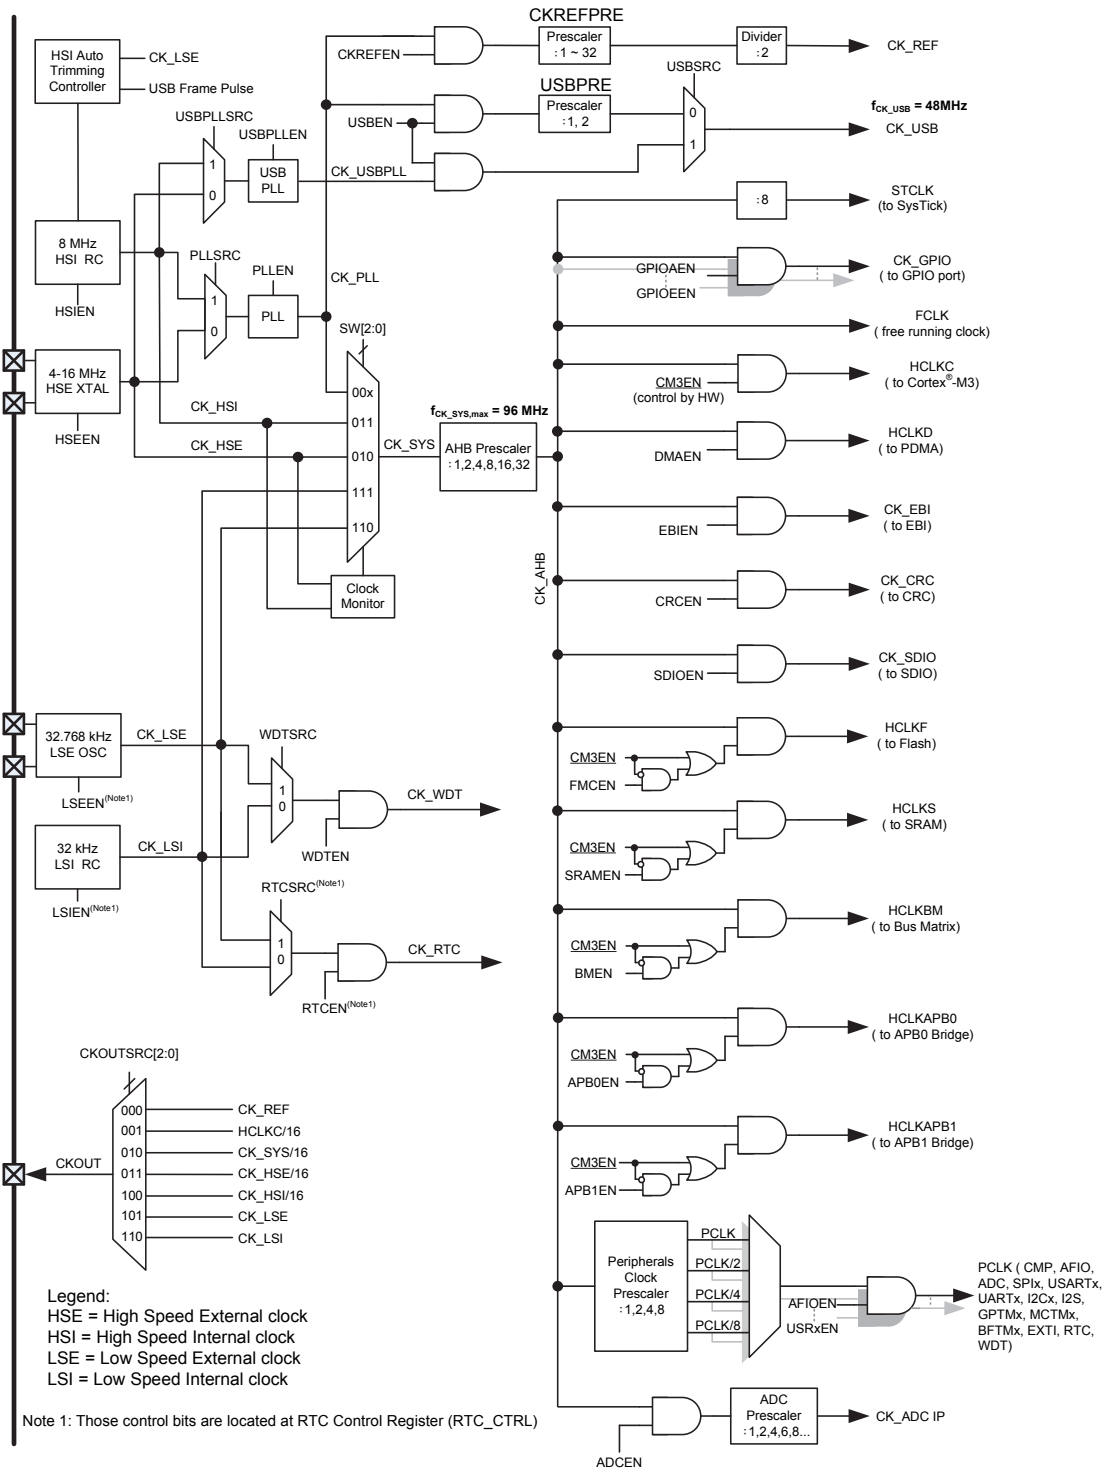 CKREFPRE
HSI Auto
Trimming
Controller
CK_LSE
USB Frame Pulse
CKREFEN
Prescaler
: 1 ~ 32
Divider
: 2
CK_REF
USBPRE
USBSRC
USBEN
Prescaler
: 1, 2
0
1
fCK_USB = 48MHz
CK_USB
USBPLLSRC
USBPLLEN
1
0
USB
PLL
CK_USBPLL
: 8
STCLK
(to SysTick)
8 MHz
HSI RC
HSIEN
PLLSRC
PLLEN
1
0
PLL
CK_PLL
GPIOAEN
GPIOEEN
CK_GPIO
( to GPIO port)
FCLK
( free running clock)
SW[2:0]
4-16 MHz
HSE XTAL
HSEEN
CK_HSI
CK_HSE
00x
011
010
111
110
fCK_SYS,max = 96 MHz
CK_SYS
AHB Prescaler
: 1,2,4,8,16,32
Clock
Monitor
CM3EN
(control by HW)
HCLKC
( to Cortex®-M3)
DMAEN
HCLKD
( to PDMA)
EBIEN
CK_EBI
( to EBI)
CK_AHB
CRCEN
CK_CRC
( to CRC)
SDIOEN
CK_SDIO
( to SDIO)
32.768 kHz
LSE OSC
LSEEN(Note1)
CK_LSE
WDTSRC
1
0
WDTEN
CK_WDT
CM3EN
FMCEN
HCLKF
( to Flash)
32 kHz
LSI RC
LSIEN(Note1)
CK_LSI
CM3EN
SRAMEN
HCLKS
( to SRAM)
RTCSRC(Note1)
1
0
RTCEN(Note1)
CK_RTC
CM3EN
BMEN
HCLKBM
( to Bus Matrix)
CM3EN
APB0EN
HCLKAPB0
( to APB0 Bridge)
CKOUTSRC[2:0]
CKOUT
000 CK_REF
001 HCLKC/16
010 CK_SYS/16
011 CK_HSE/16
100 CK_HSI/16
101 CK_LSE
110 CK_LSI
CM3EN
APB1EN
HCLKAPB1
( to APB1 Bridge)
Peripherals
Clock
Prescaler
: 1,2,4,8
PCLK
PCLK/2
PCLK/4
PCLK/8
AFIOEN
USRxEN
PCLK ( CMP, AFIO,
ADC, SPIx, USARTx,
UARTx, I2Cx, I2S,
GPTMx, MCTMx,
BFTMx, EXTI, RTC,
WDT)
Legend:
HSE = High Speed External clock
HSI = High Speed Internal clock
LSE = Low Speed External clock
LSI = Low Speed Internal clock
Note 1: Those control bits are located at RTC Control Register (RTC_CTRL)
ADCEN
ADC
Prescaler
: 1,2,4,6,8...
CK_ADC IP